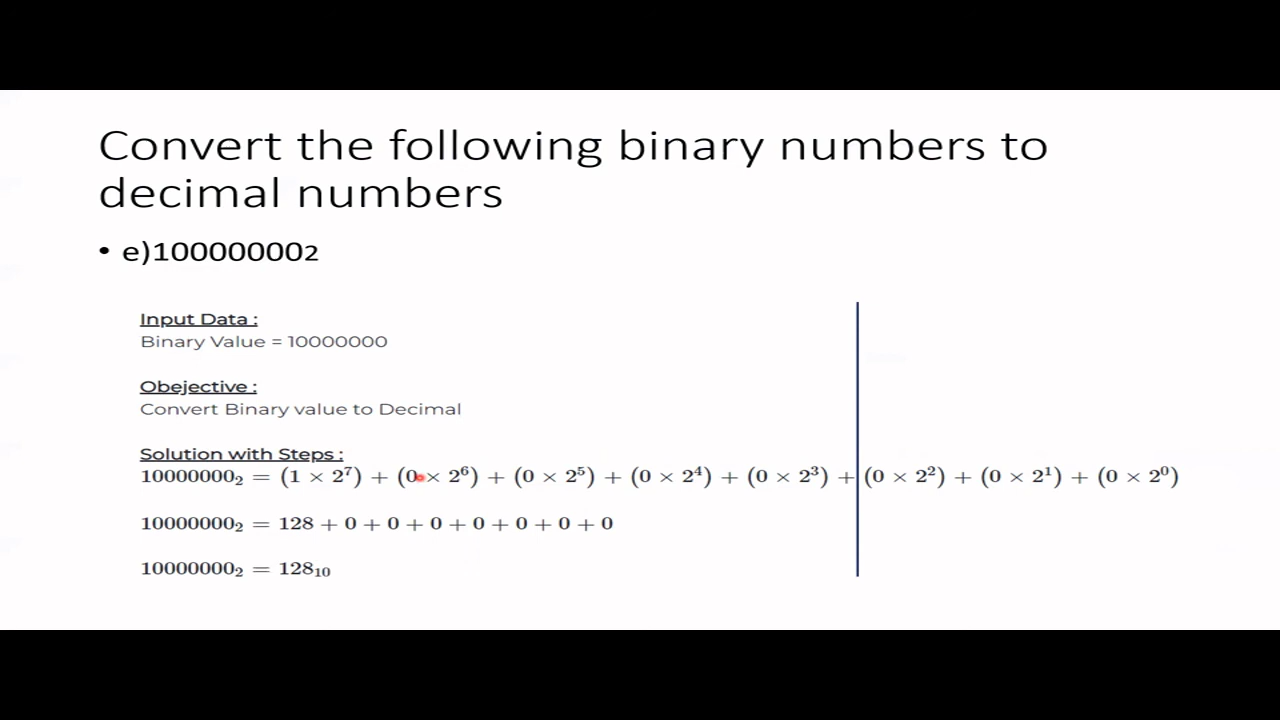 Convert the following binary numbers to
decimal numbers
• e)100000002
Input Data :
Binary Value = 10000000
Obejective :
Convert Binary value to Decimal
Solution with Steps :
10000000₂ = (1 × 2⁷) + (0 × 2⁶) + (0 × 2⁵) + (0 × 2⁴) + (0 × 2³) + (0 × 2²) + (0 × 2¹) + (0 × 2⁰)
10000000₂ = 128 + 0 + 0 + 0 + 0 + 0 + 0 + 0
10000000₂ = 128₁₀